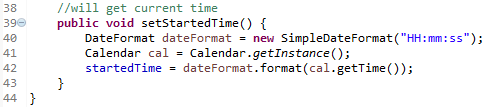 38 //will get current time
39 public void setStartedTime() {
40 DateFormat dateFormat = new SimpleDateFormat("HH:mm:ss");
41 Calendar cal = Calendar.getInstance();
42 startedTime = dateFormat.format(cal.getTime());
43 }
44 }